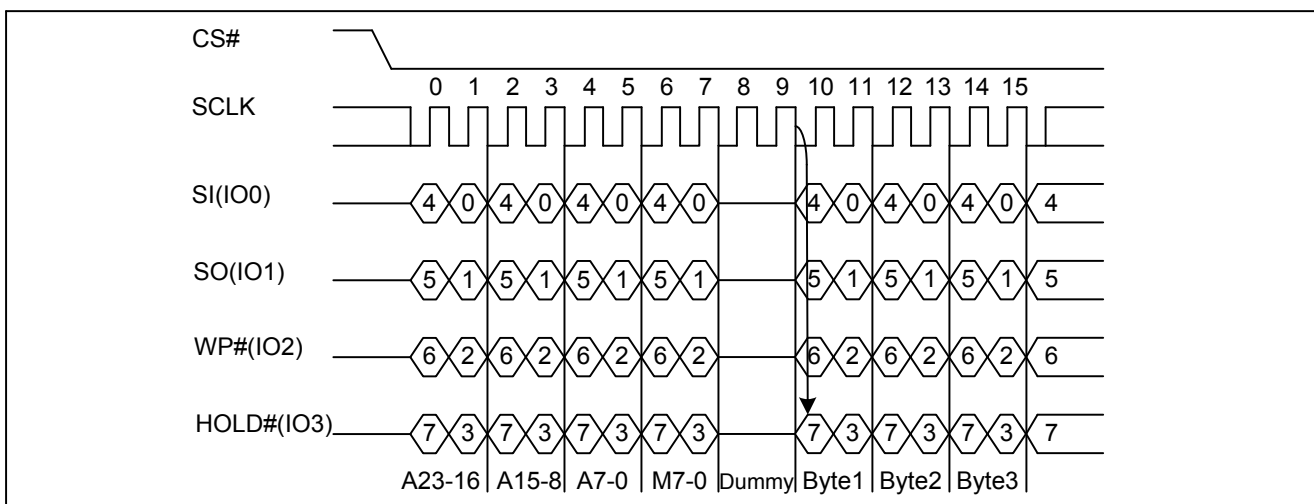 CS#
0 1 2 3 4 5 6 7 8 9 10 11 12 13 14 15
SCLK
SI(IO0) 4 0 4 0 4 0 4 0 4 0 4 0 4 0 4
SO(IO1) 5 1 5 1 5 1 5 1 5 1 5 1 5 1 5
WP#(IO2) 6 2 6 2 6 2 6 2 6 2 6 2 6 2 6
HOLD#(IO3) 7 3 7 3 7 3 7 3 7 3 7 3 7 3 7
A23-16 A15-8 A7-0 M7-0 Dummy Byte1 Byte2 Byte3